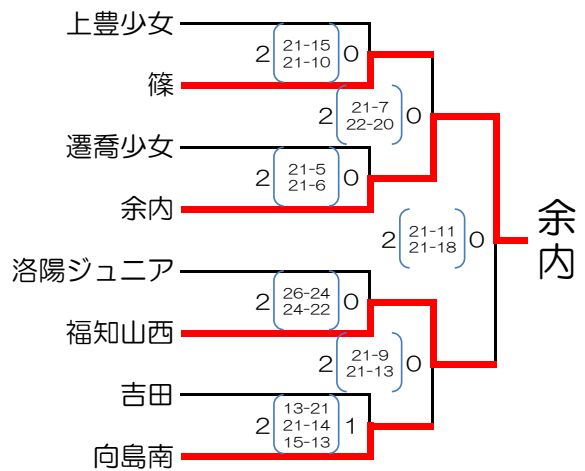 上豊少女
2 21-15 0
21-10
篠
2 21-7 0
22-20
遷喬少女
2 21-5 0
21-6
余内
2 21-11 0
21-18
余内
洛陽ジュニア
2 26-24 0
24-22
福知山西
2 21-9 0
21-13
吉田
2 13-21 1
21-14
15-13
向島南